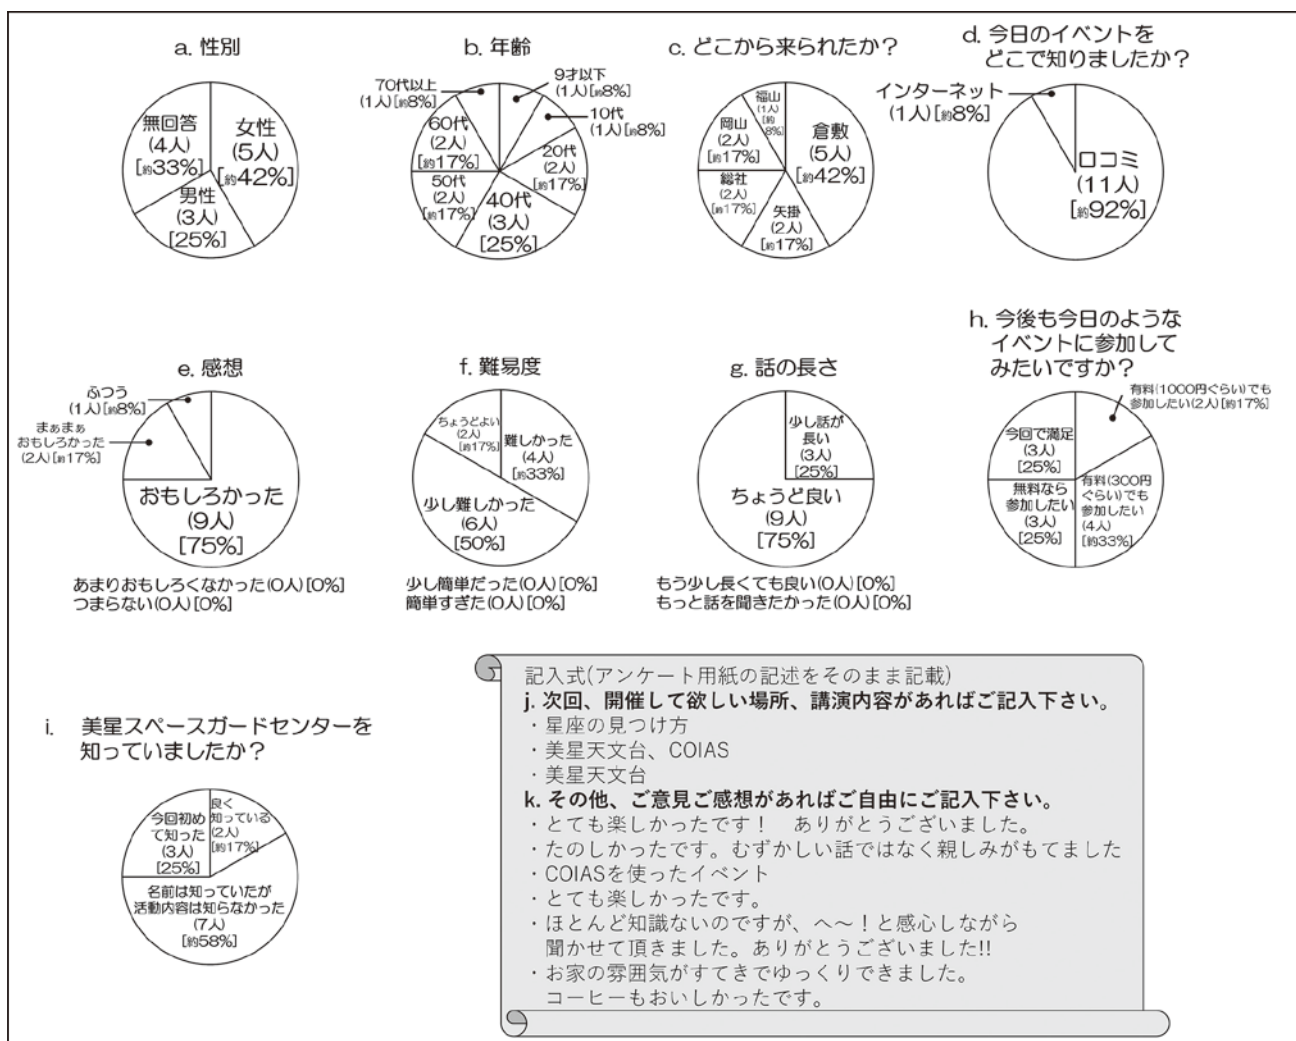 a. 性別
無回答
(4人)
[約33%]
女性
(5人)
[約42%]
男性
(3人)
[25%]
b. 年齢
70代以上
(1人)[約8%]
9才以下
(1人)[約8%]
10代
(1人)[約8%]
60代
(2人)
[約17%]
20代
(2人)
[約17%]
50代
(2人)
[約17%]
40代
(3人)
[25%]
c. どこから来られたか？
福山
(1人)
[約
8%]
岡山
(2人)
[約17%]
倉敷
(5人)
[約42%]
総社
(2人)
[約17%]
矢掛
(2人)
[約17%]
d. 今日のイベントを
どこで知りましたか？
インターネット
(1人)[約8%]
口コミ
(11人)
[約92%]
e. 感想
ふつう
(1人)[約8%]
まぁまぁ
おもしろかった
(2人)[約17%]
おもしろかった
(9人)
[75%]
あまりおもしろくなかった(0人)[0%]
つまらない(0人)[0%]
f. 難易度
ちょうどよい
(2人)
[約17%]
難しかった
(4人)
[約33%]
少し難しかった
(6人)
[50%]
少し簡単だった(0人)[0%]
簡単すぎた(0人)[0%]
g. 話の長さ
少し話が
長い
(3人)
[25%]
ちょうど良い
(9人)
[75%]
もう少し長くても良い(0人)[0%]
もっと話を聞きたかった(0人)[0%]
h. 今後も今日のような
イベントに参加して
みたいですか？
有料(1000円ぐらい)でも
参加したい(2人)[約17%]
今回で満足
(3人)
[25%]
無料なら
参加したい
(3人)
[25%]
有料(300円
ぐらい)でも
参加したい
(4人)
[約33%]
i. 美星スペースガードセンターを
知っていましたか？
今回初め
て知った
(3人)
[25%]
良く
知っている
(2人)
[約17%]
名前は知っていたが
活動内容は知らなかった
(7人)
[約58%]
記入式(アンケート用紙の記述をそのまま記載)
j. 次回、開催して欲しい場所、講演内容があればご記入下さい。
・星座の見つけ方
・美星天文台、COIAS
・美星天文台
k. その他、ご意見ご感想があればご自由にご記入下さい。
・とても楽しかったです！　ありがとうございました。
・たのしかったです。むずかしい話ではなく親しみがもてました
・COIASを使ったイベント
・とても楽しかったです。
・ほとんど知識ないのですが、へ～！と感心しながら
聞かせて頂きました。ありがとうございました!!
・お家の雰囲気がすてきでゆっくりできました。
コーヒーもおいしかったです。